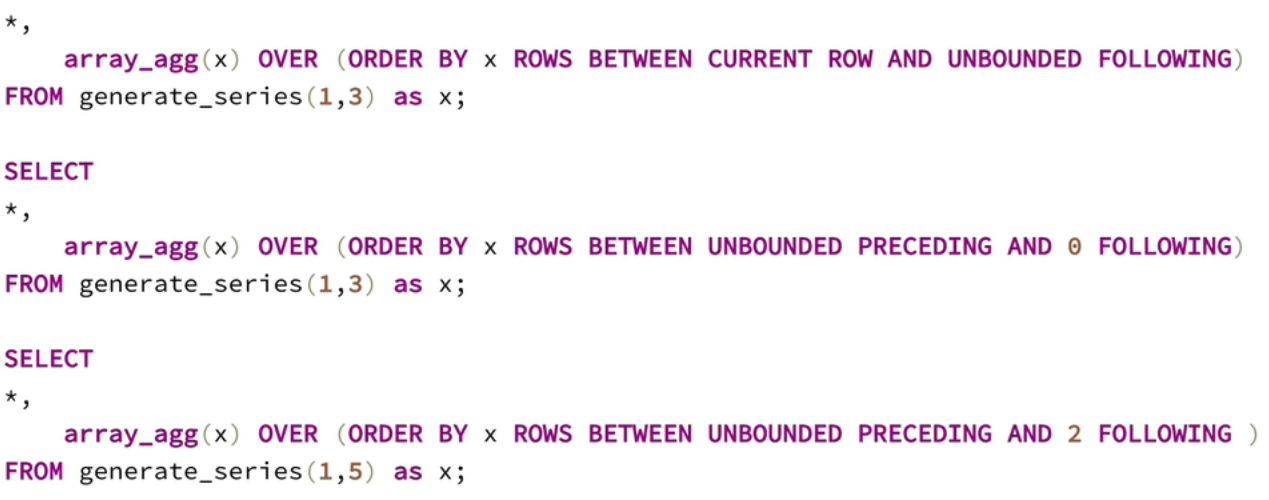 *,
    array_agg(x) OVER (ORDER BY x ROWS BETWEEN CURRENT ROW AND UNBOUNDED FOLLOWING)
FROM generate_series(1,3) as x;

SELECT
*,
    array_agg(x) OVER (ORDER BY x ROWS BETWEEN UNBOUNDED PRECEDING AND 0 FOLLOWING)
FROM generate_series(1,3) as x;

SELECT
*,
    array_agg(x) OVER (ORDER BY x ROWS BETWEEN UNBOUNDED PRECEDING AND 2 FOLLOWING )
FROM generate_series(1,5) as x;